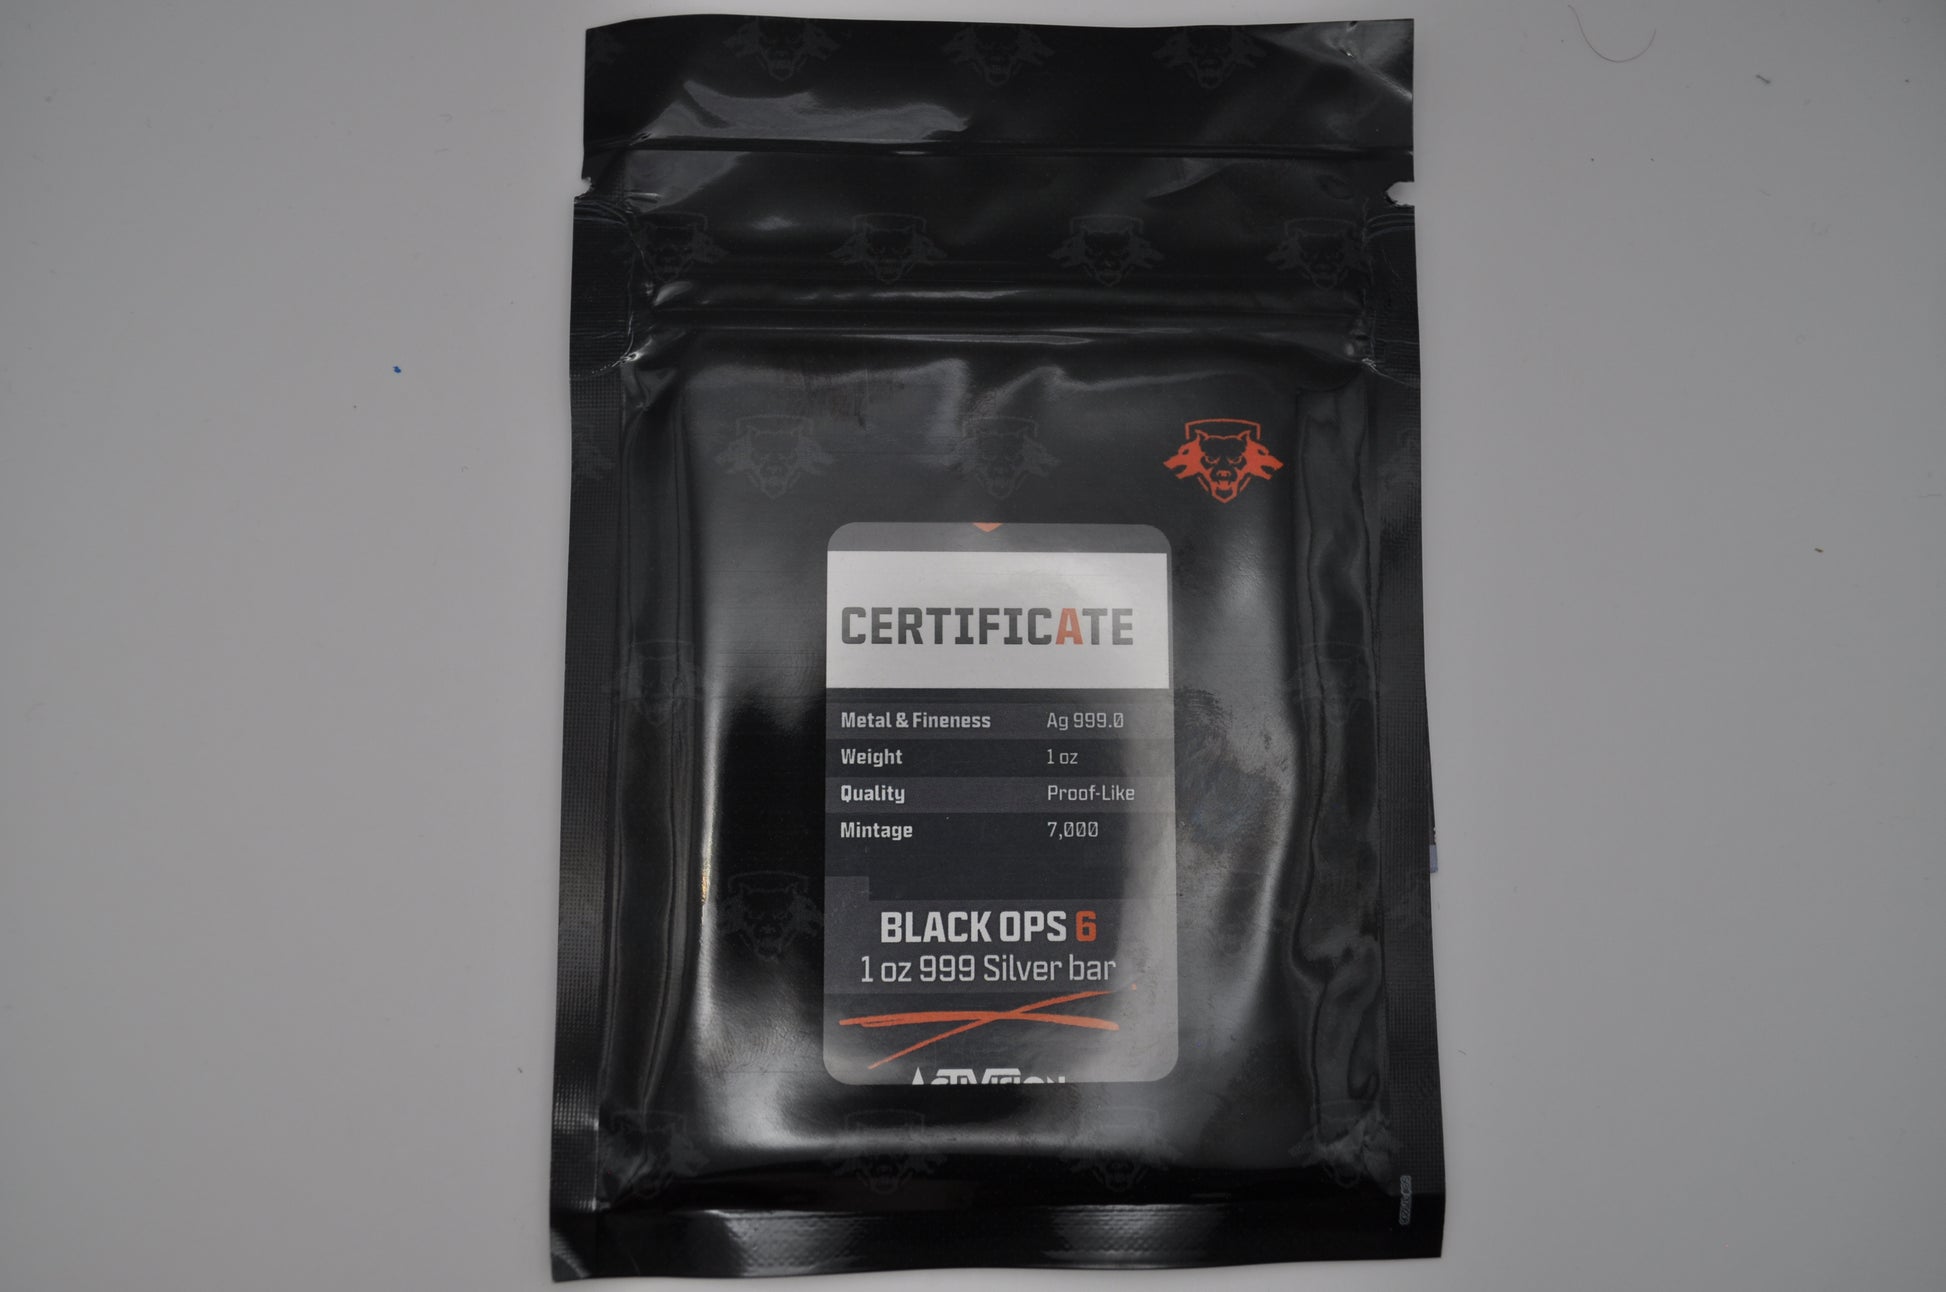 CERTIFICATE
Metal & Fineness Ag 999.0
Weight 1 oz
Quality Proof-Like
Mintage 7,000
BLACK OPS 6
1 oz 999 Silver bar
ACTIVISION